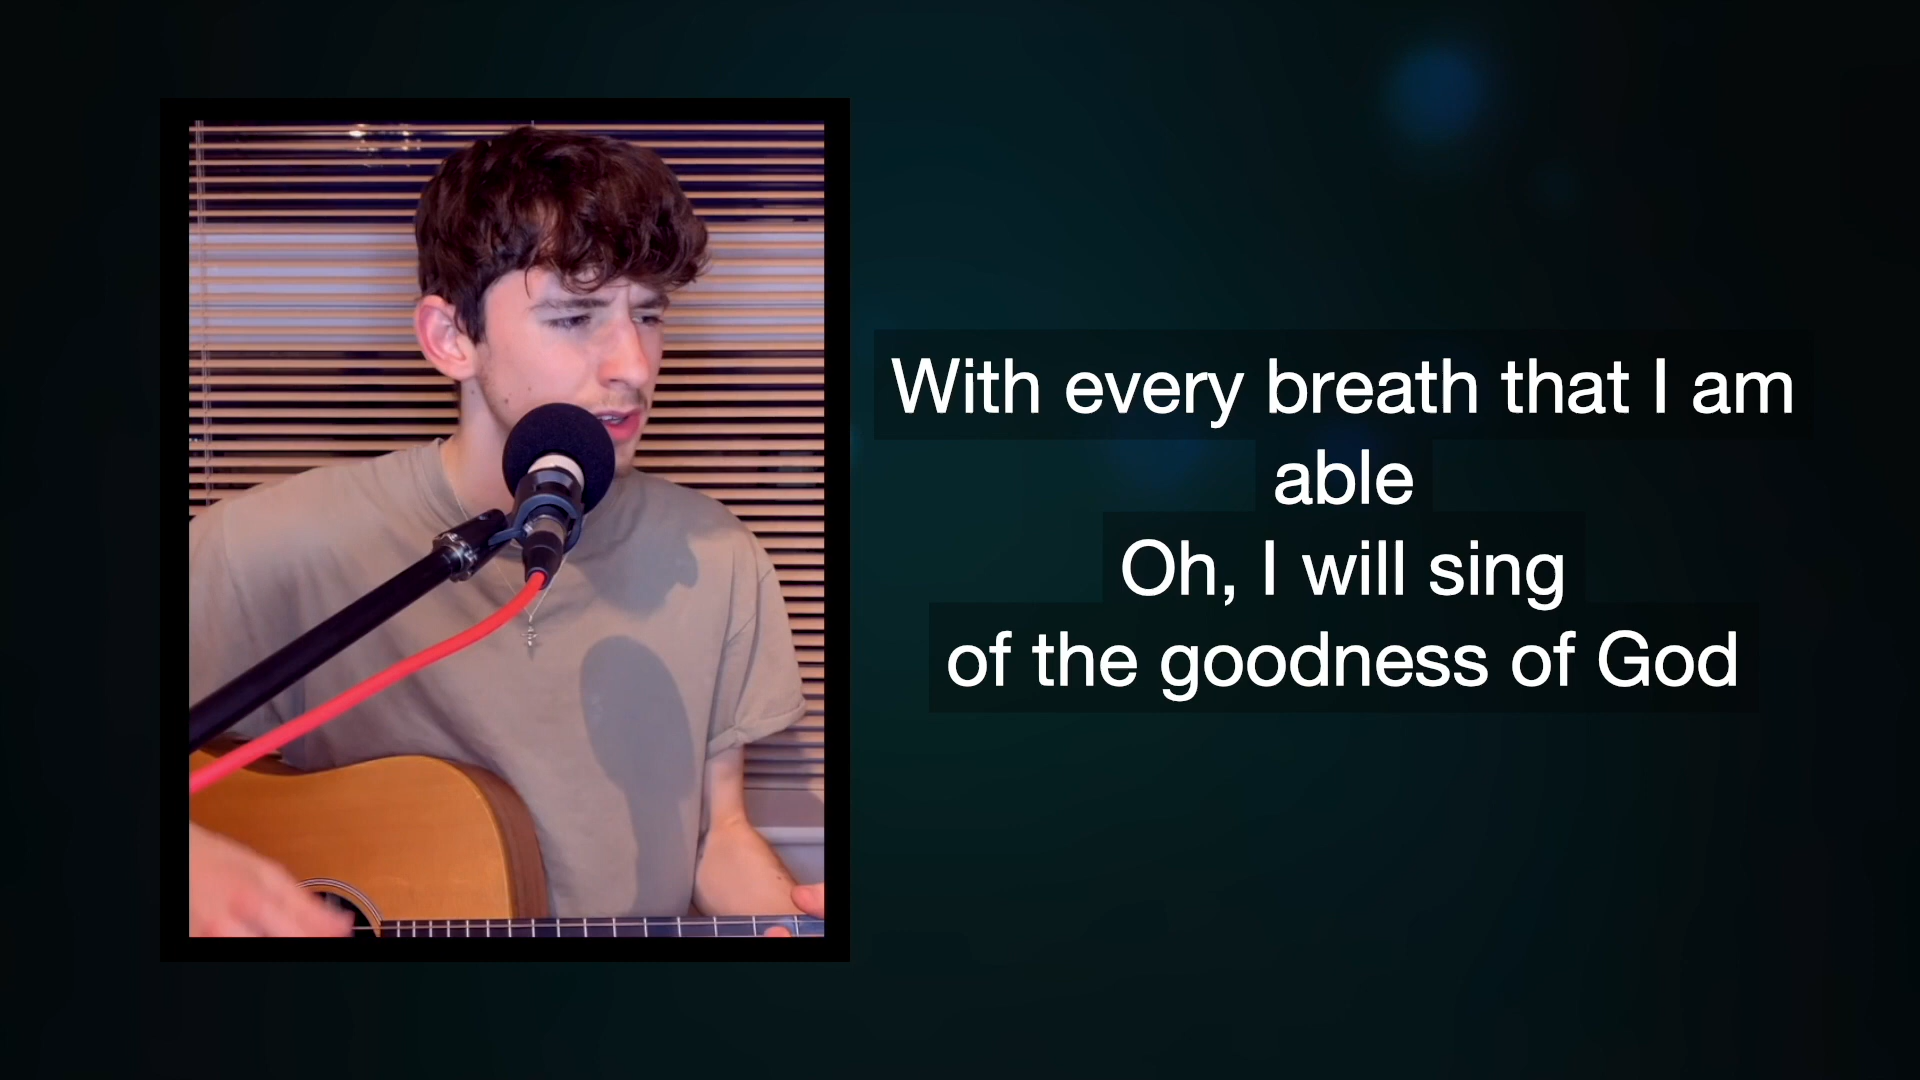 With every breath that I am
able
Oh, I will sing
of the goodness of God